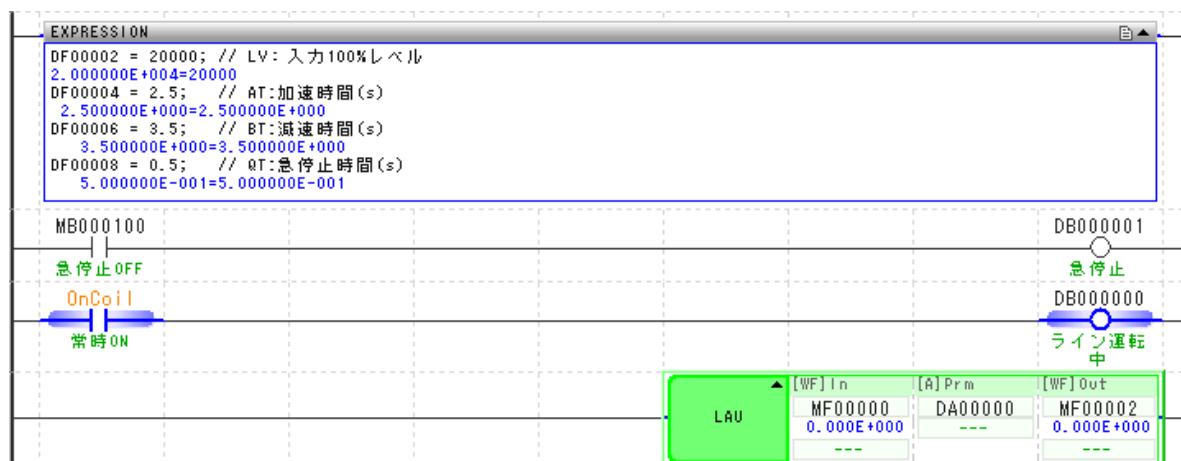 EXPRESSION
DF00002 = 20000; // LV: 入力100%レベル
2.000000E+004=20000
DF00004 = 2.5; // AT:加速時間(s)
2.500000E+000=2.500000E+000
DF00006 = 3.5; // BT:減速時間(s)
3.500000E+000=3.500000E+000
DF00008 = 0.5; // QT:急停止時間(s)
5.000000E-001=5.000000E-001
MB000100 DB000001
急停止OFF 急停止
OnCoil DB000000
常時ON ライン運転
中
[WF]In [A]Prm [WF]Out
LAU MF00000 DA00000 MF00002
0.000E+000 --- 0.000E+000
--- ---